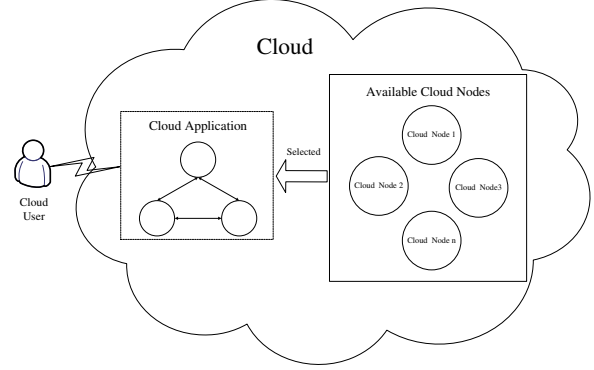 Cloud
Available Cloud Nodes
Cloud Application
Cloud Node 1
Selected
Cloud Node 2
Cloud Node3
Cloud
User
Cloud Node n